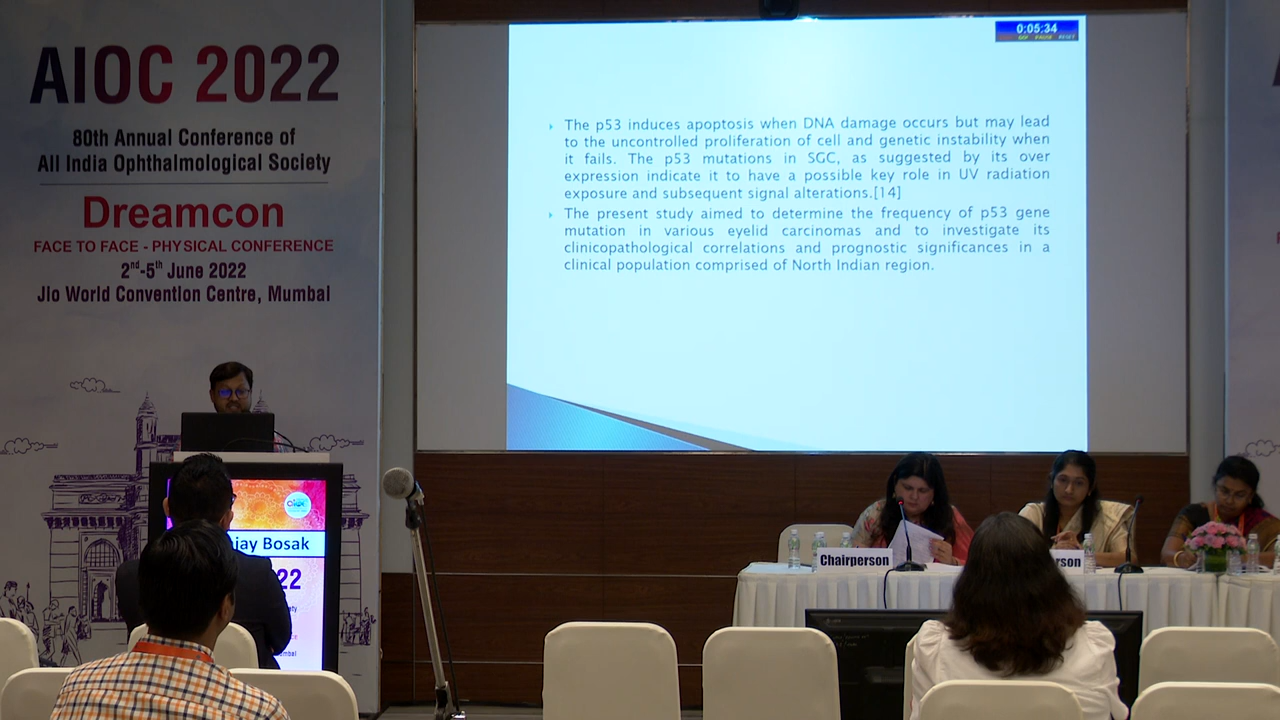 AIOC 2022
80th Annual Conference of
All India Ophthalmological Society
Dreamcon
FACE TO FACE - PHYSICAL CONFERENCE
2nd-5th June 2022
Jio World Convention Centre, Mumbai
0:05:34
PAUSE RESET
The p53 induces apoptosis when DNA damage occurs but may lead
to the uncontrolled proliferation of cell and genetic instability when
it fails. The p53 mutations in SGC, as suggested by its over
expression indicate it to have a possible key role in UV radiation
exposure and subsequent signal alterations.[14]
The present study aimed to determine the frequency of p53 gene
mutation in various eyelid carcinomas and to investigate its
clinicopathological correlations and prognostic significances in a
clinical population comprised of North Indian region.
jay Bosak
22
Chairperson
rson